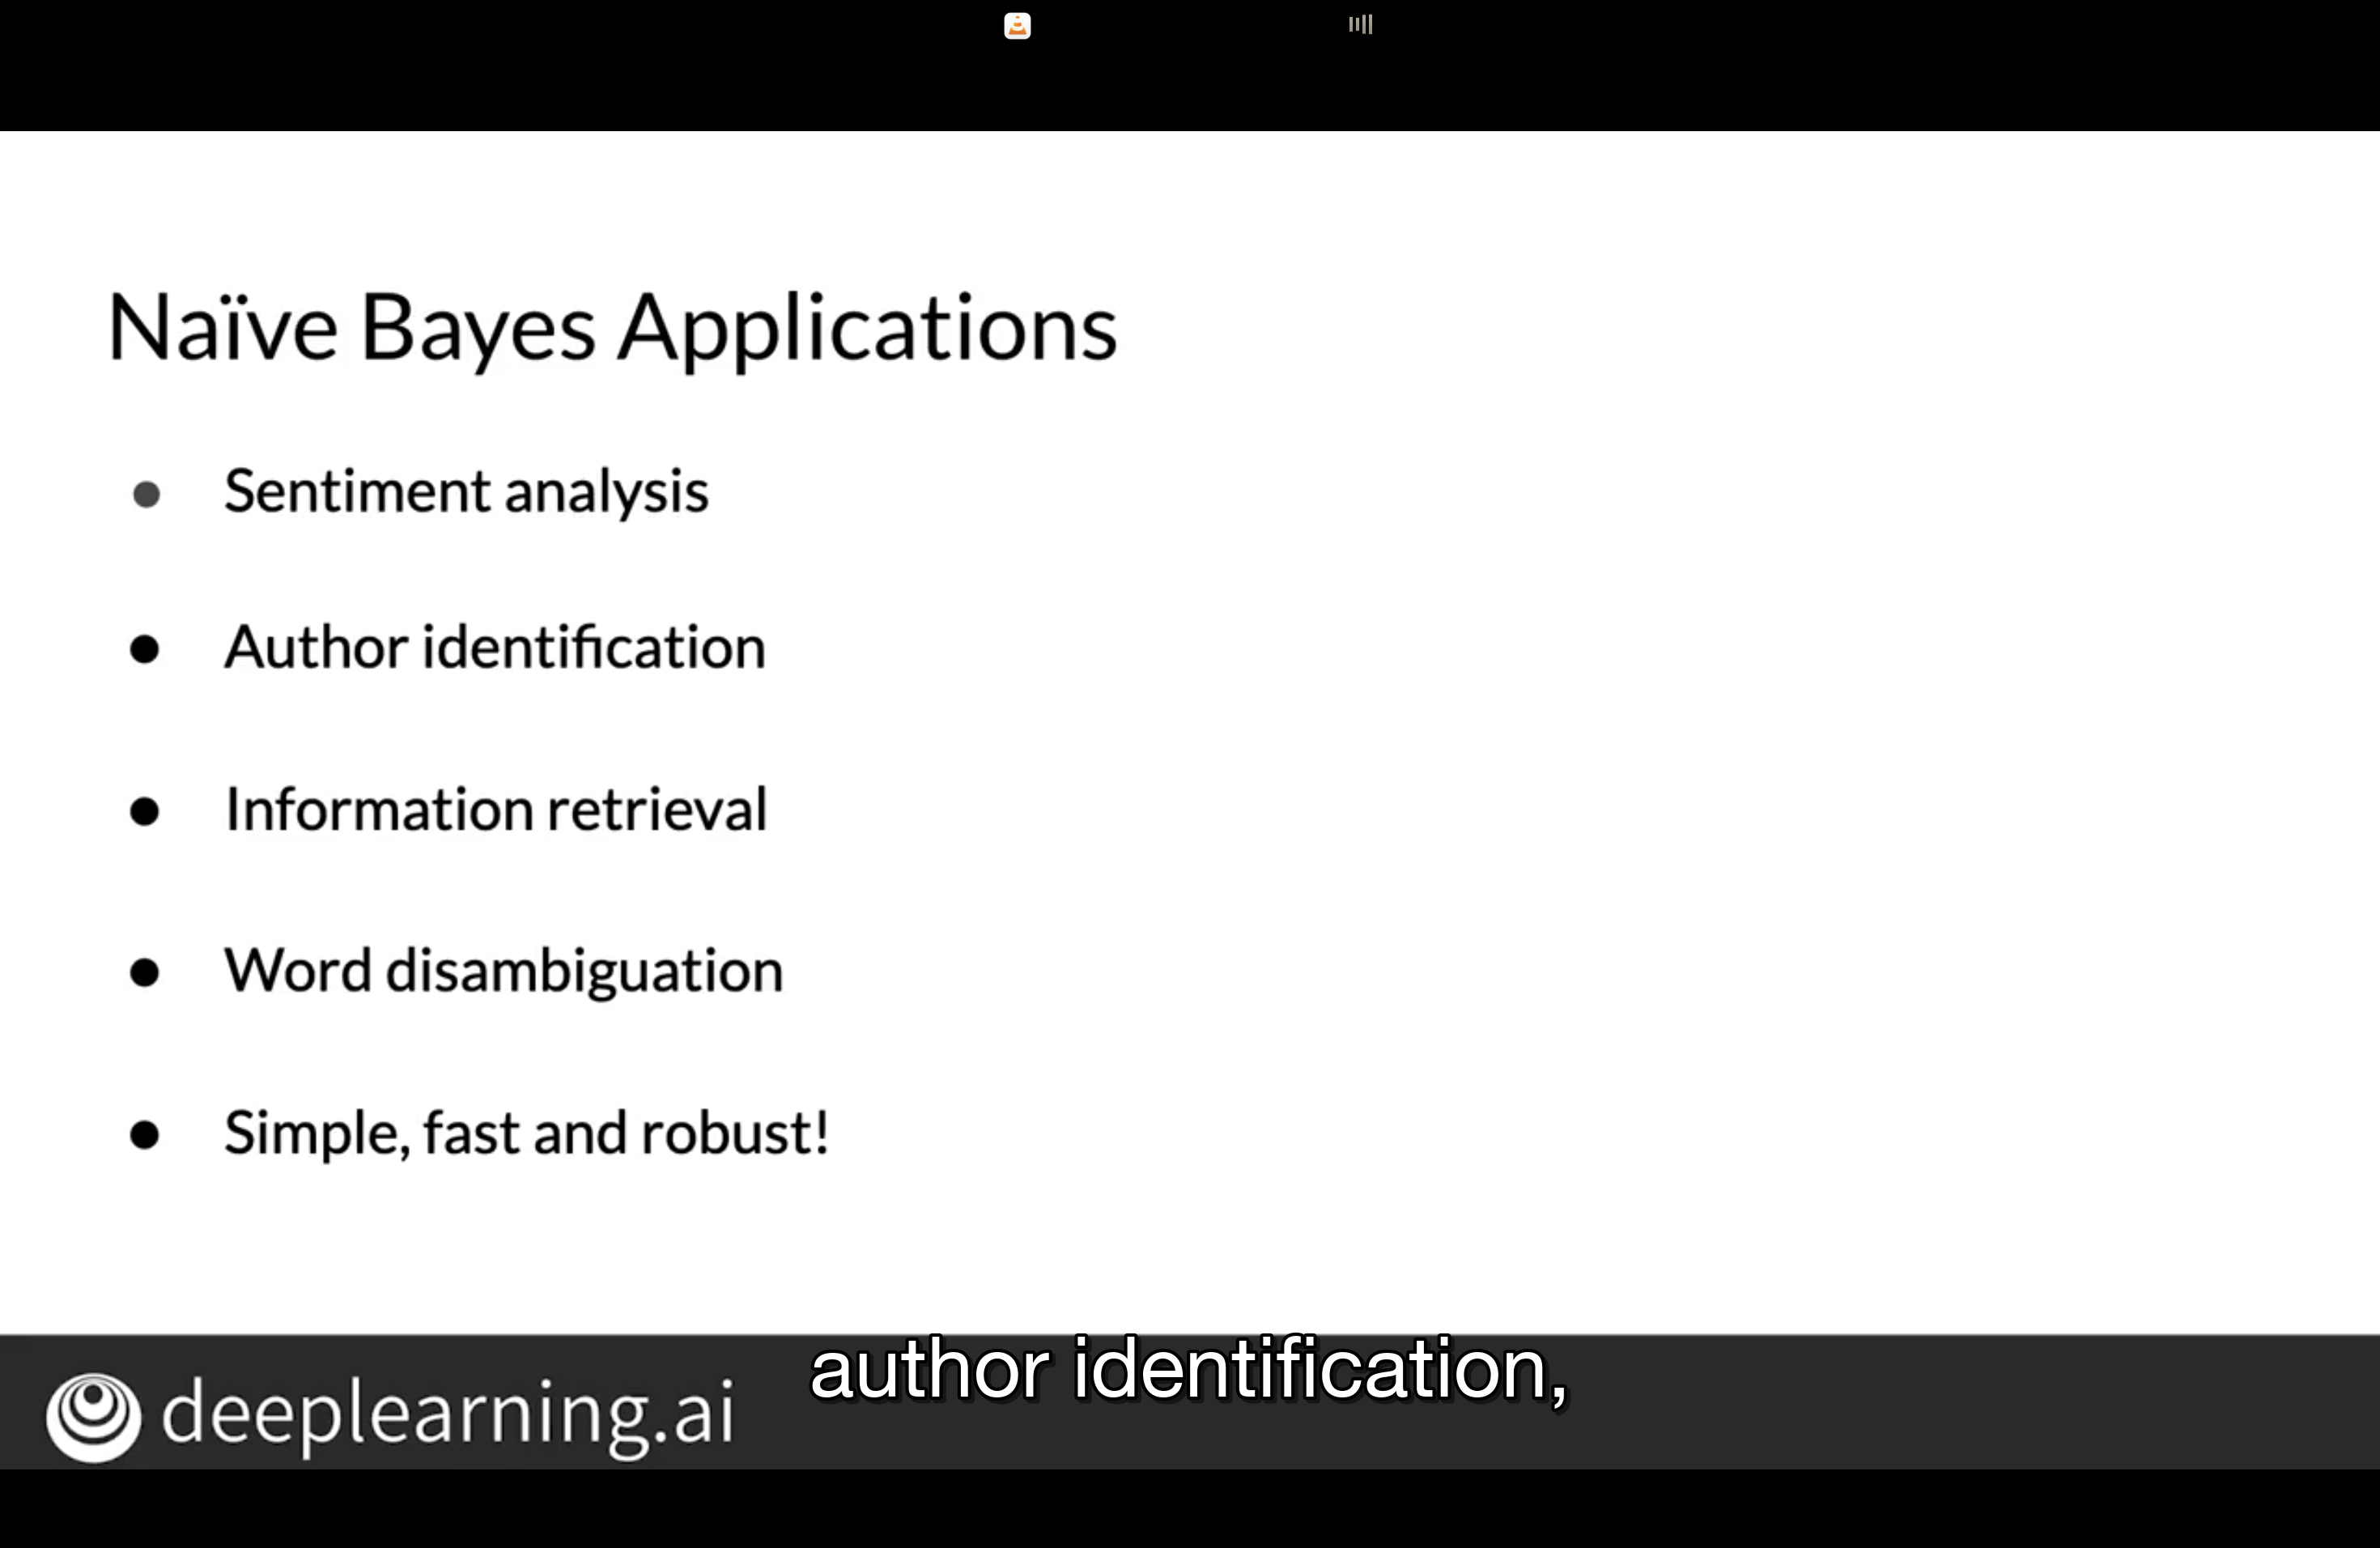 Naïve Bayes Applications
● Sentiment analysis
● Author identification
● Information retrieval
● Word disambiguation
● Simple, fast and robust!
author identification,
deeplearning.ai